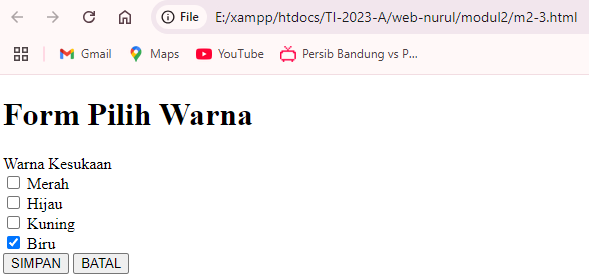 File E:/xampp/htdocs/TI-2023-A/web-nurul/modul2/m2-3.html
Gmail Maps YouTube Persib Bandung vs P...
Form Pilih Warna
Warna Kesukaan
Merah
Hijau
Kuning
Biru
SIMPAN BATAL